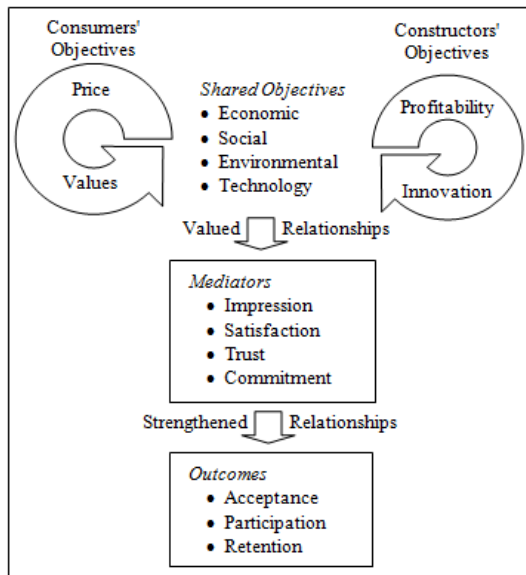 Consumers'
Objectives
Price
Values
Shared Objectives
• Economic
• Social
• Environmental
• Technology
Constructors'
Objectives
Profitability
Innovation
Valued Relationships
Mediators
• Impression
• Satisfaction
• Trust
• Commitment
Strengthened Relationships
Outcomes
• Acceptance
• Participation
• Retention